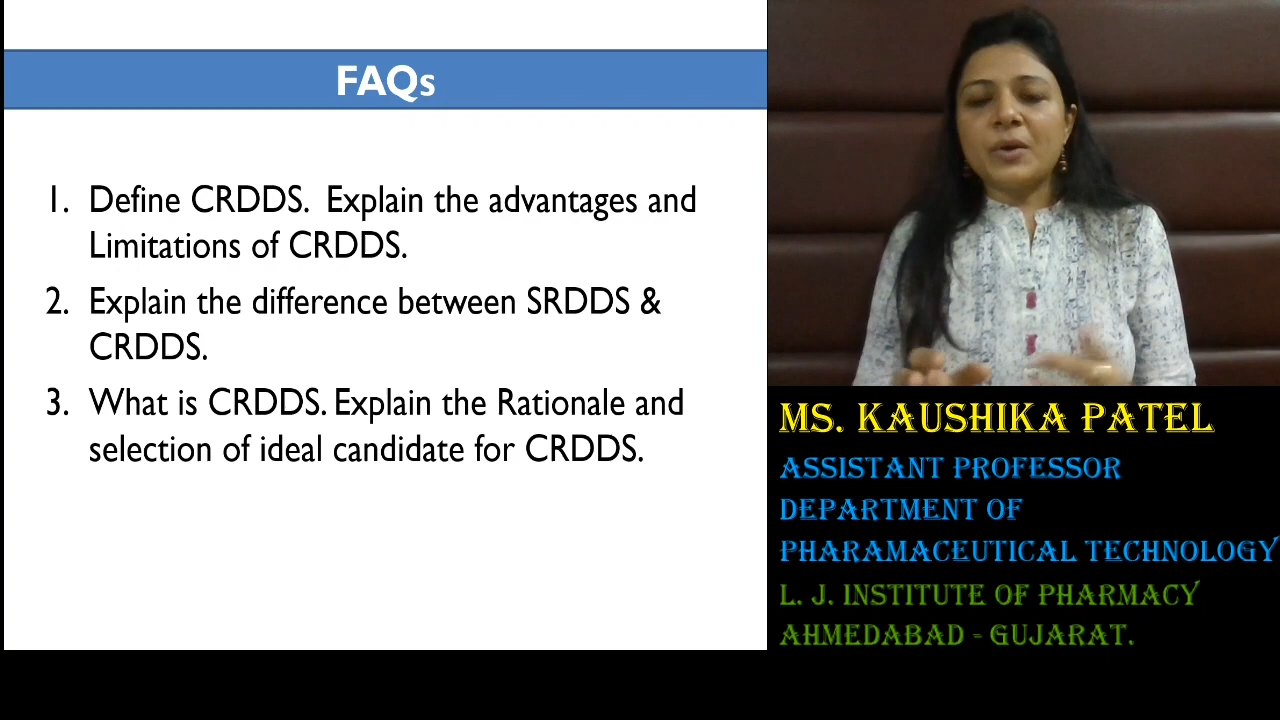 FAQs
1. Define CRDDS. Explain the advantages and
Limitations of CRDDS.
2. Explain the difference between SRDDS &
CRDDS.
3. What is CRDDS. Explain the Rationale and
selection of ideal candidate for CRDDS.
MS. KAUSHIKA PATEL
ASSISTANT PROFESSOR
DEPARTMENT OF
PHARAMACEUTICAL TECHNOLOGY
L. J. INSTITUTE OF PHARMACY
AHMEDABAD - GUJARAT.